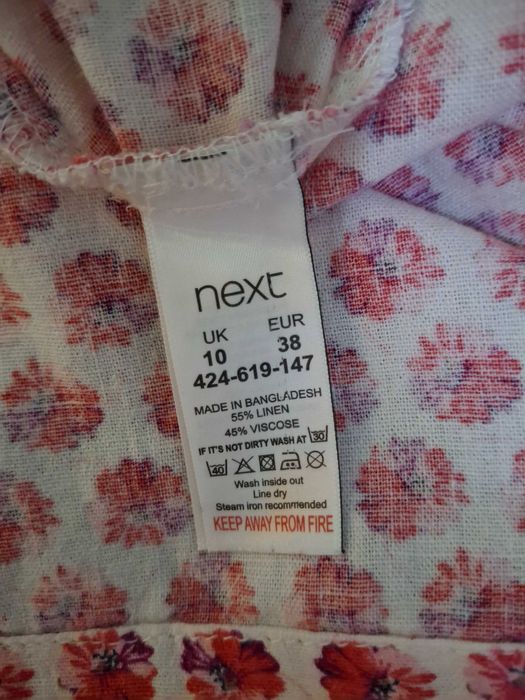 next
UK EUR
10 38
424-619-147
MADE IN BANGLADESH
55% LINEN
45% VISCOSE
IF IT'S NOT DIRTY WASH AT 30
40
Wash inside out
Line dry
Steam iron recommended
KEEP AWAY FROM FIRE